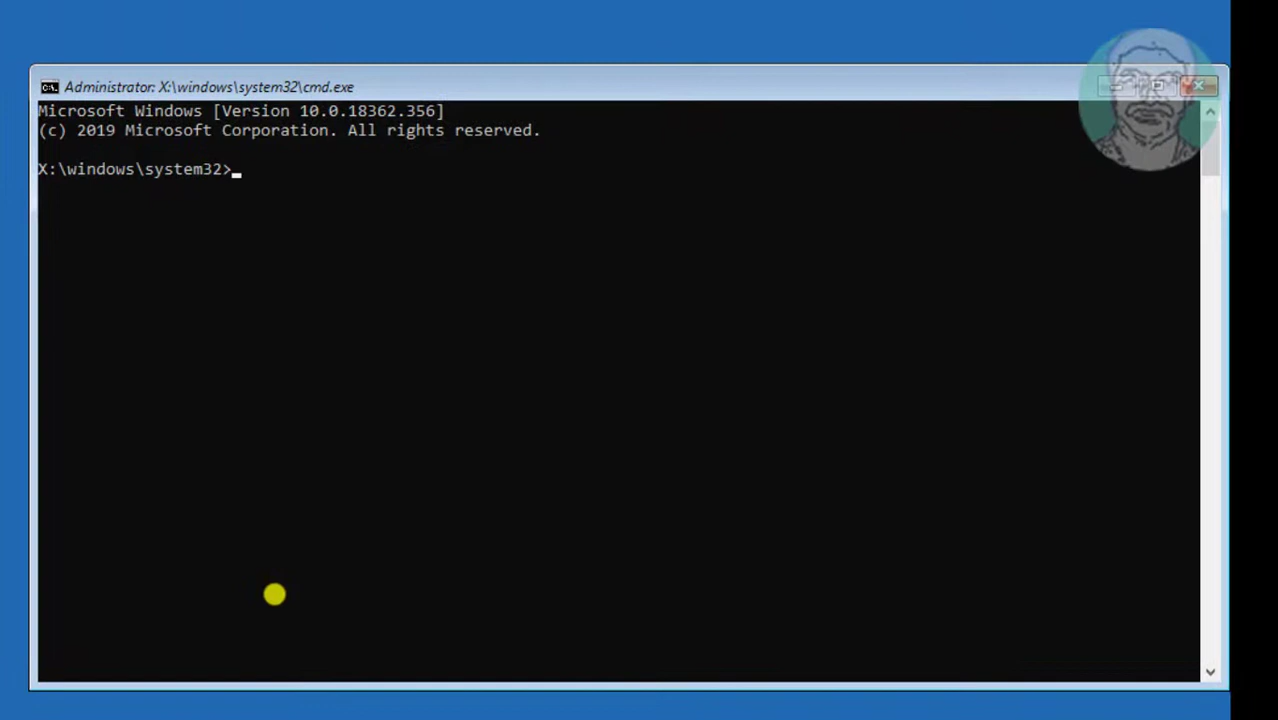 Administrator: X:\windows\system32\cmd.exe
Microsoft Windows [Version 10.0.18362.356]
(c) 2019 Microsoft Corporation. All rights reserved.
X:\windows\system32>